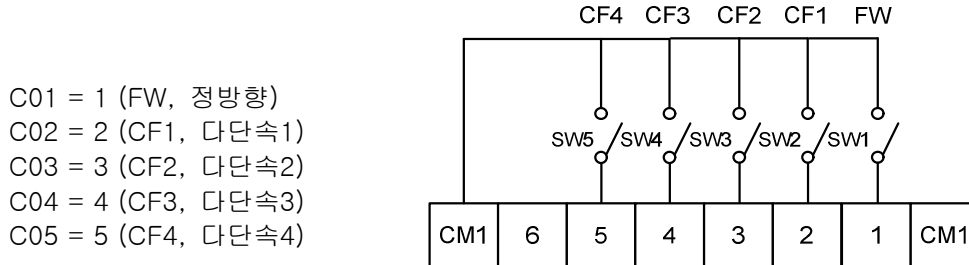 CF4 CF3 CF2 CF1 FW
C01 = 1 (FW, 정방향)
C02 = 2 (CF1, 다단속1)
C03 = 3 (CF2, 다단속2)
C04 = 4 (CF3, 다단속3)
C05 = 5 (CF4, 다단속4)
SW5 SW4 SW3 SW2 SW1
CM1 6 5 4 3 2 1 CM1